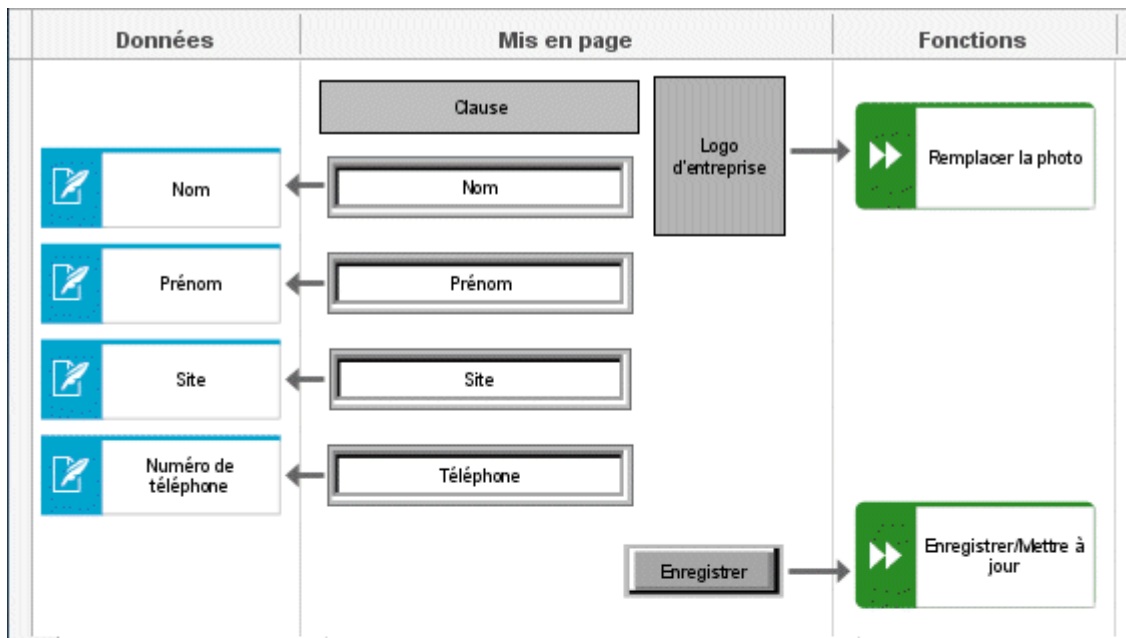 Données
Mis en page
Fonctions
Clause
Logo
d'entreprise
Remplacer la photo
Nom
Nom
Prénom
Prénom
Site
Site
Numéro de
téléphone
Téléphone
Enregistrer
Enregistrer/Mettre à
jour